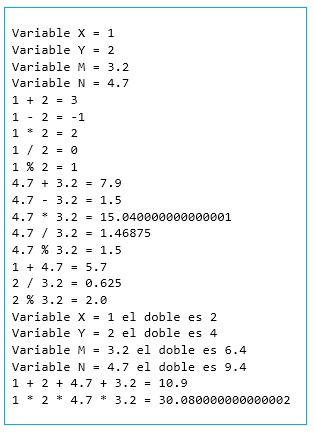 Variable X = 1
Variable Y = 2
Variable M = 3.2
Variable N = 4.7
1 + 2 = 3
1 - 2 = -1
1 * 2 = 2
1 / 2 = 0
1 % 2 = 1
4.7 + 3.2 = 7.9
4.7 - 3.2 = 1.5
4.7 * 3.2 = 15.040000000000001
4.7 / 3.2 = 1.46875
4.7 % 3.2 = 1.5
1 + 4.7 = 5.7
2 / 3.2 = 0.625
2 % 3.2 = 2.0
Variable X = 1 el doble es 2
Variable Y = 2 el doble es 4
Variable M = 3.2 el doble es 6.4
Variable N = 4.7 el doble es 9.4
1 + 2 + 4.7 + 3.2 = 10.9
1 * 2 * 4.7 * 3.2 = 30.080000000000002